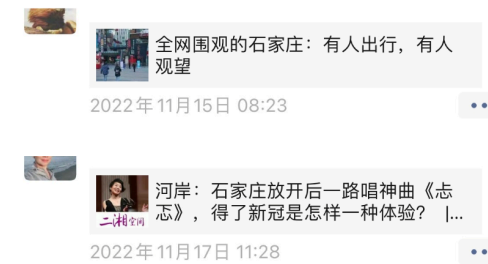 全网围观的石家庄：有人出行，有人
观望
2022年11月15日 08:23
河岸：石家庄放开后一路唱神曲《忐
忑》，得了新冠是怎样一种体验？ |...
二湘空间
2022年11月17日 11:28